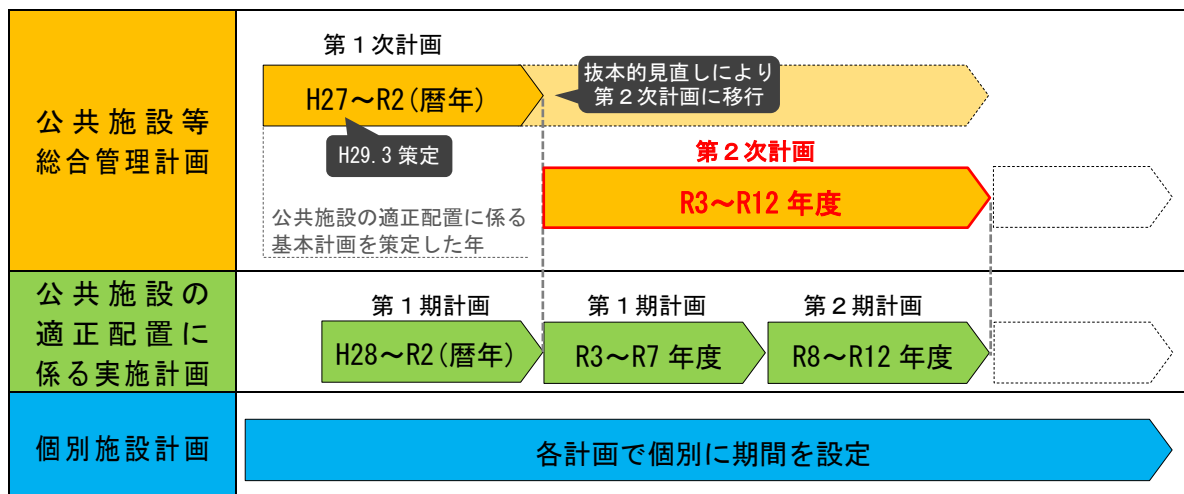 公共施設等
総合管理計画
第１次計画
H27～R2(暦年)
抜本的見直しにより
第２次計画に移行
H29.3 策定
第２次計画
R3～R12 年度
公共施設の適正配置に係る
基本計画を策定した年
公共施設の
適正配置に
係る実施計画
第１期計画
H28～R2(暦年)
第１期計画
R3～R7 年度
第２期計画
R8～R12 年度
個別施設計画
各計画で個別に期間を設定